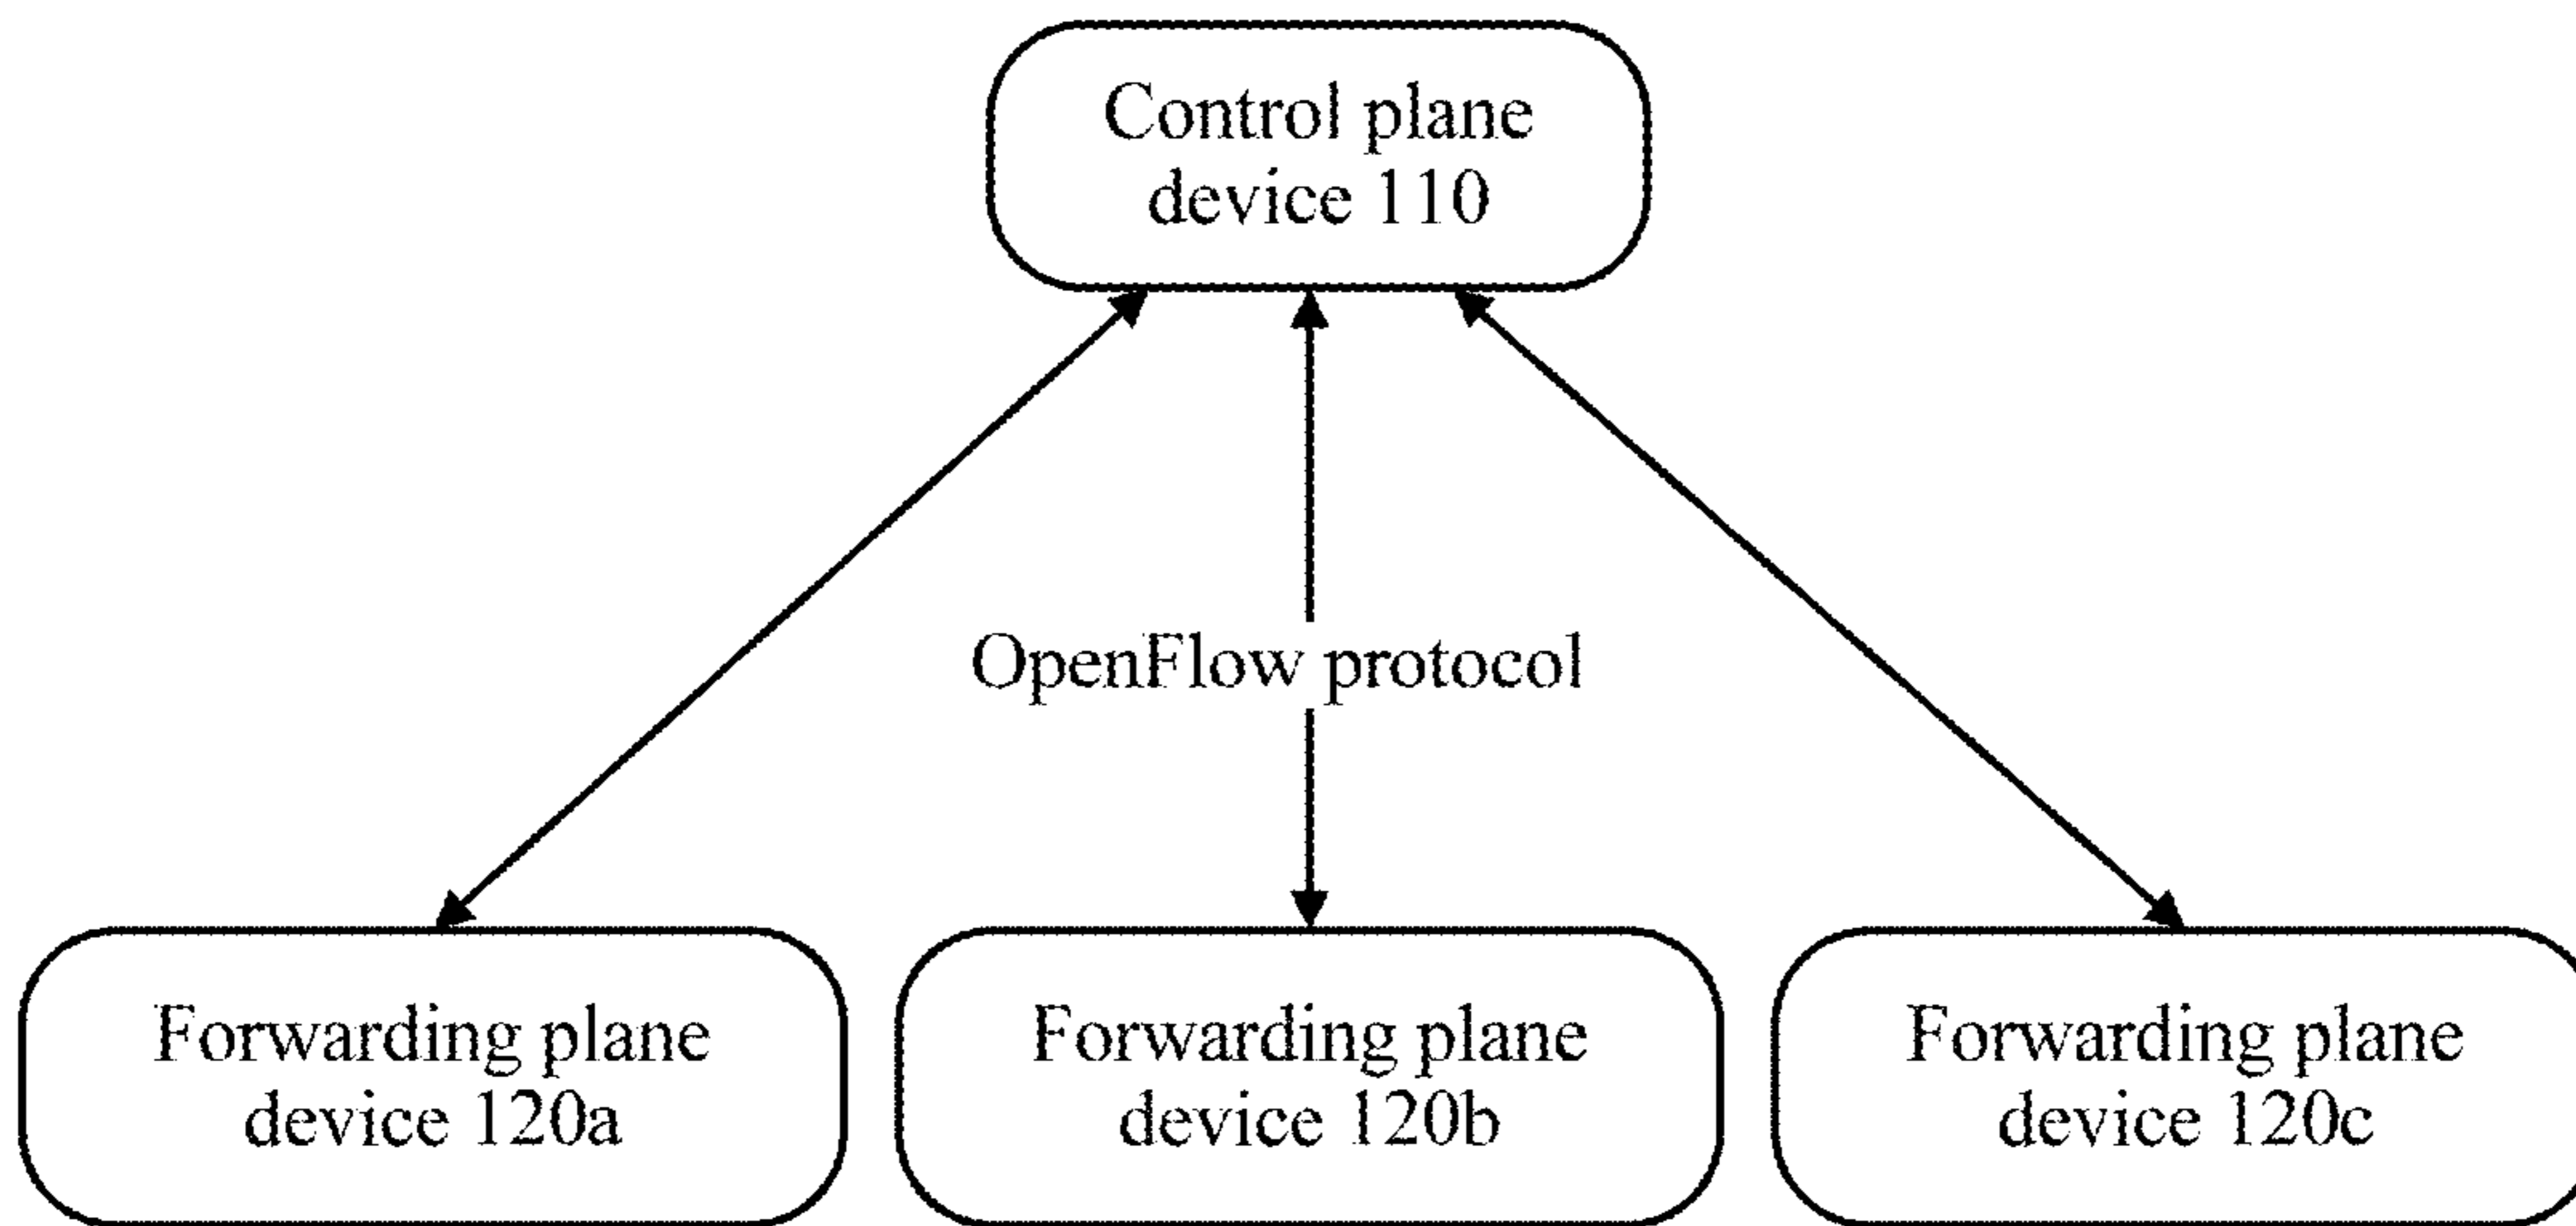 Control plane
device 110
OpenFlow protocol
Forwarding plane
device 120a
Forwarding plane
device 120b
Forwarding plane
device 120c